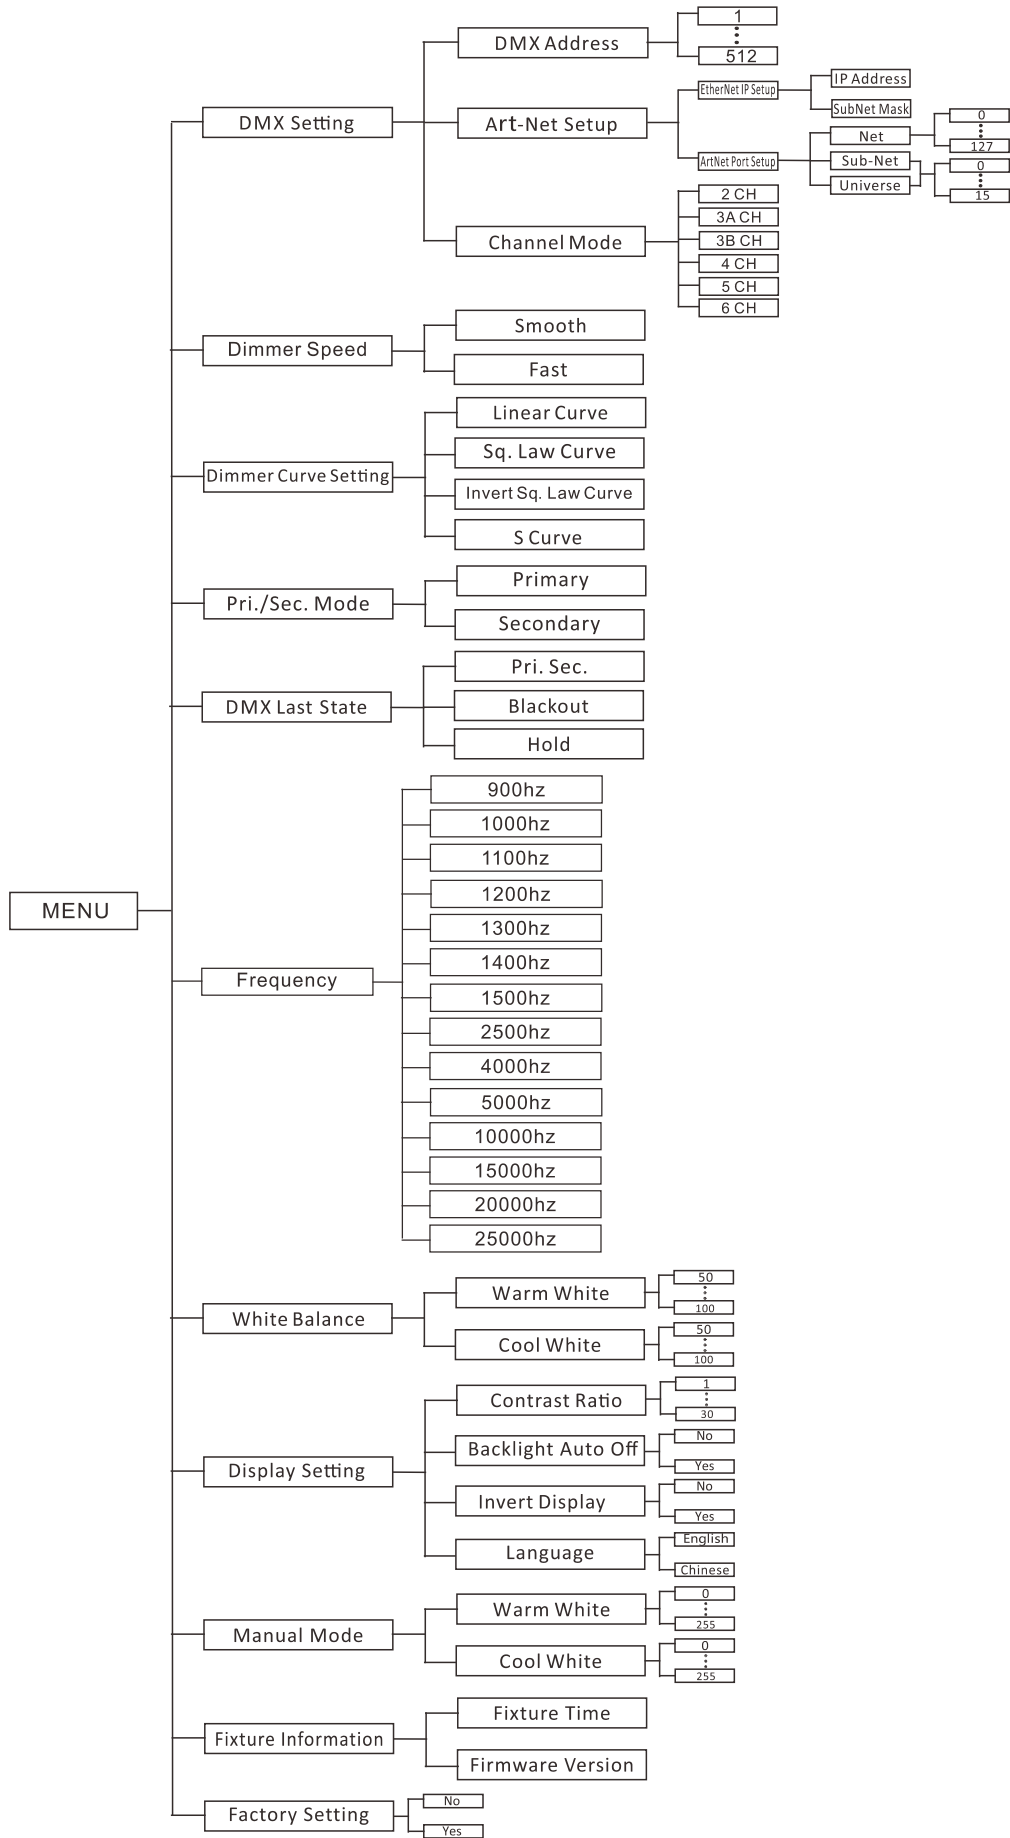 MENU
DMX Setting
DMX Address
1
512
Art-Net Setup
EtherNet IP Setup
IP Address
SubNet Mask
ArtNet Port Setup
Net
0
127
Sub-Net
Universe
0
15
Channel Mode
2 CH
3A CH
3B CH
4 CH
5 CH
6 CH
Dimmer Speed
Smooth
Fast
Dimmer Curve Setting
Linear Curve
Sq. Law Curve
Invert Sq. Law Curve
S Curve
Pri./Sec. Mode
Primary
Secondary
DMX Last State
Pri. Sec.
Blackout
Hold
Frequency
900hz
1000hz
1100hz
1200hz
1300hz
1400hz
1500hz
2500hz
4000hz
5000hz
10000hz
15000hz
20000hz
25000hz
White Balance
Warm White
50
100
Cool White
50
100
Display Setting
Contrast Ratio
1
30
Backlight Auto Off
No
Yes
Invert Display
No
Yes
Language
English
Chinese
Manual Mode
Warm White
0
255
Cool White
0
255
Fixture Information
Fixture Time
Firmware Version
Factory Setting
No
Yes